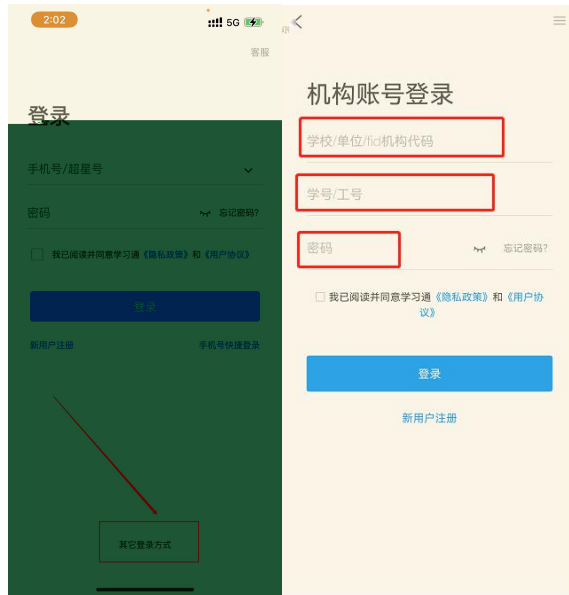 2:02
5G
客服
登录
手机号/超星号
密码
忘记密码?
我已阅读并同意学习通《隐私政策》和《用户协议》
登录
新用户注册
手机号快捷登录
其它登录方式
机构账号登录
学校/单位/fid机构代码
学号/工号
密码
忘记密码?
我已阅读并同意学习通《隐私政策》和《用户协
议》
登录
新用户注册